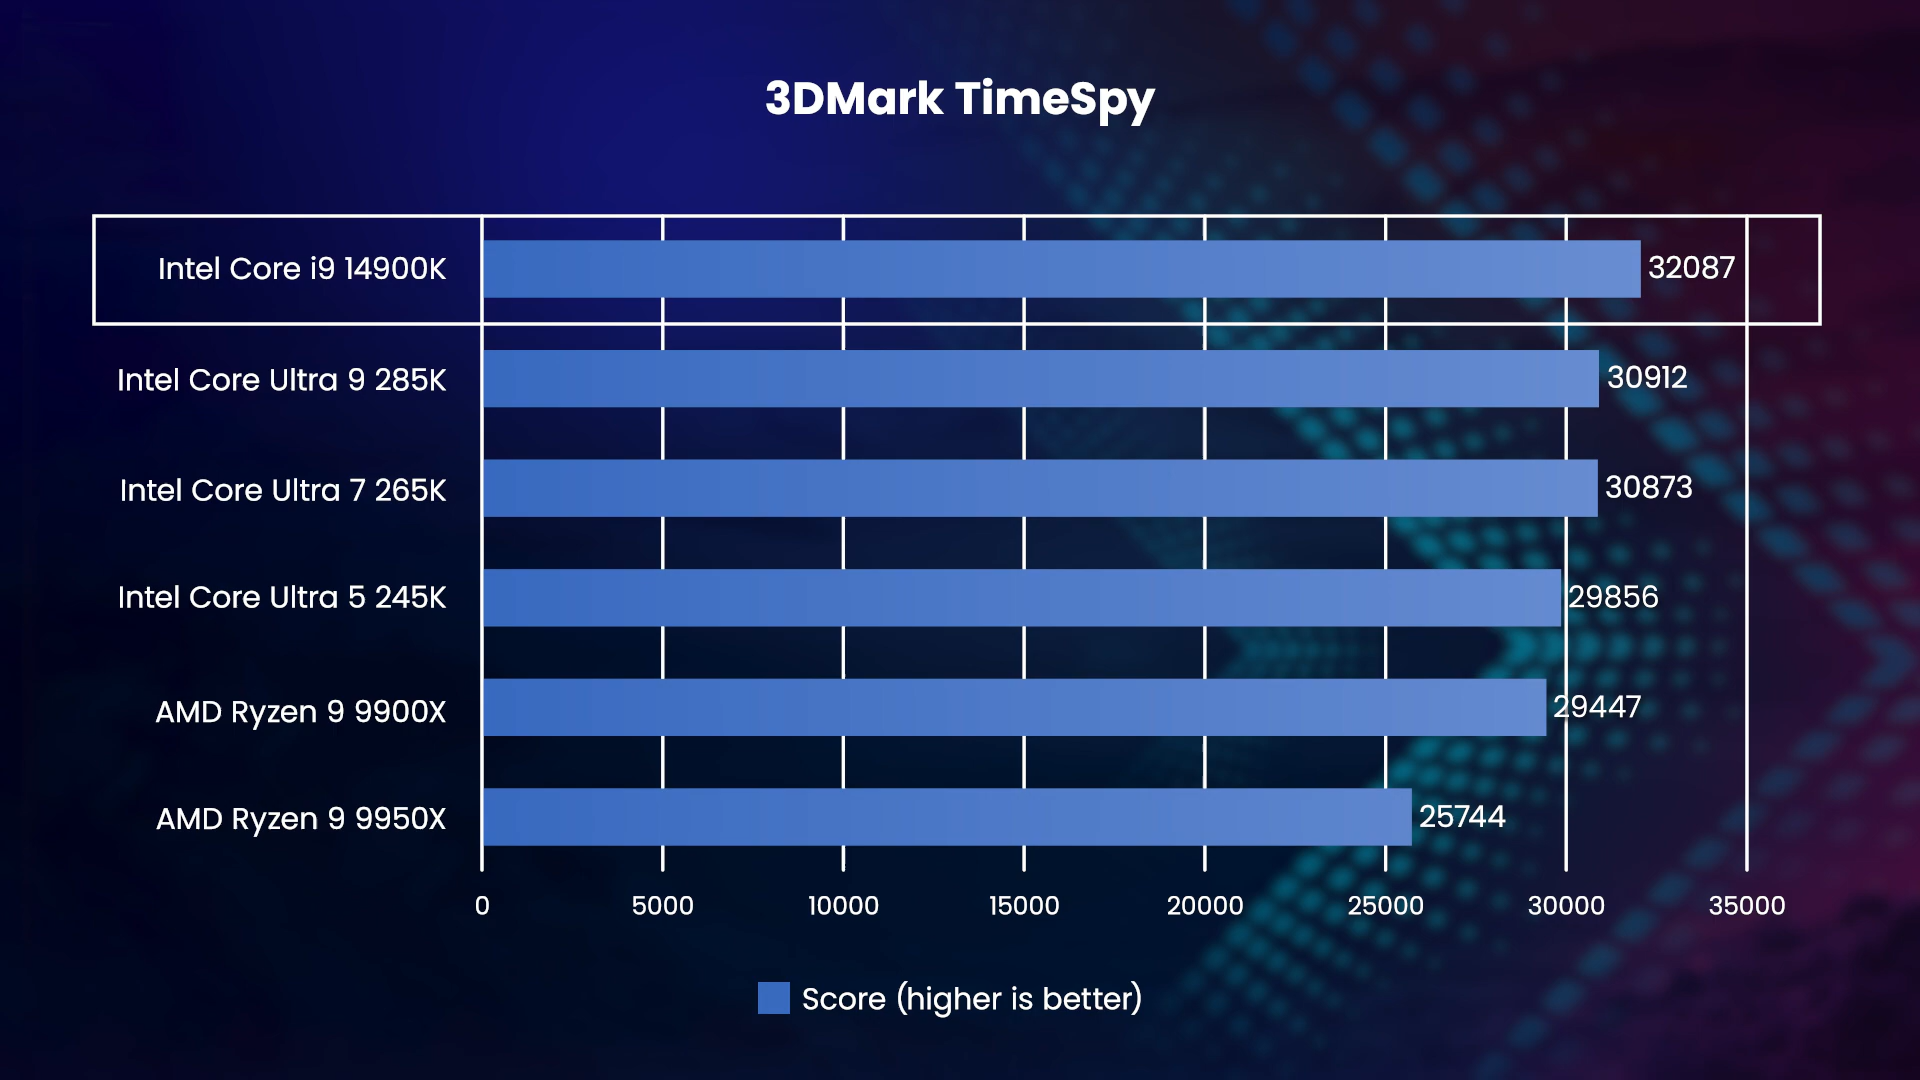 3DMark TimeSpy
Intel Core i9 14900K
32087
Intel Core Ultra 9 285K
30912
Intel Core Ultra 7 265K
30873
Intel Core Ultra 5 245K
29856
AMD Ryzen 9 9900X
29447
AMD Ryzen 9 9950X
25744
0 5000 10000 15000 20000 25000 30000 35000
Score (higher is better)